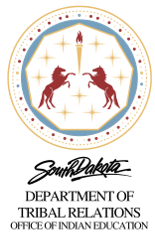 South Dakota
DEPARTMENT OF
TRIBAL RELATIONS
OFFICE OF INDIAN EDUCATION